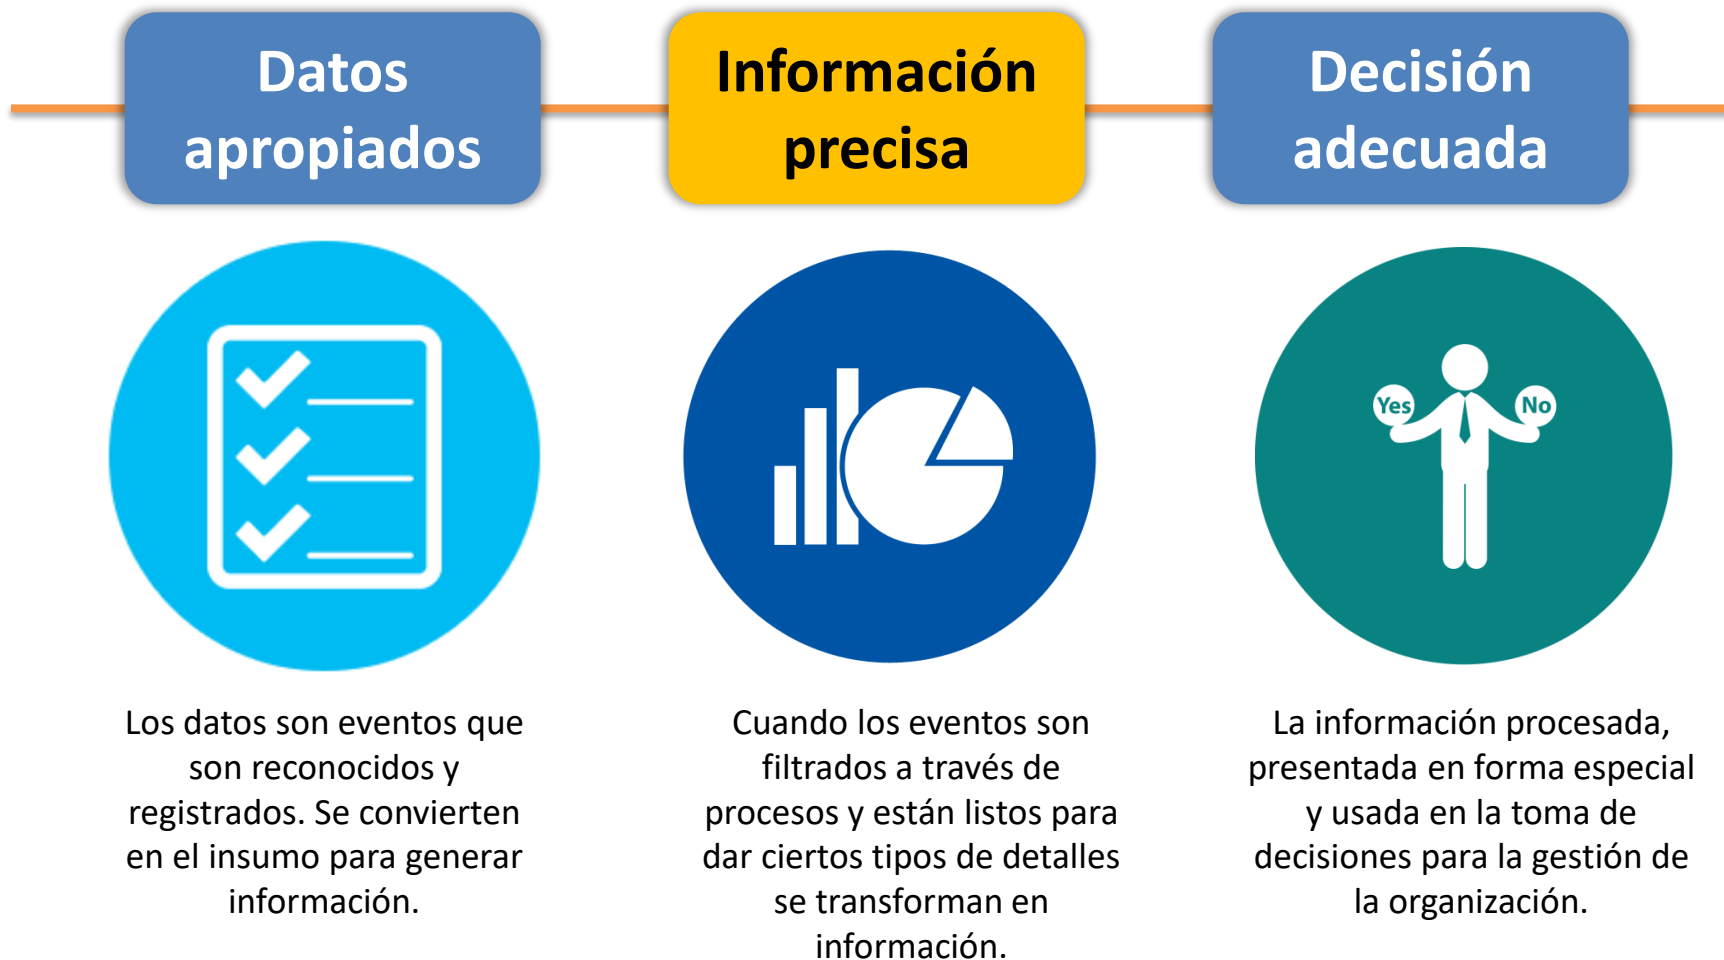 Datos
apropiados
Información
precisa
Decisión
adecuada
Yes
No
Los datos son eventos que
son reconocidos y
registrados. Se convierten
en el insumo para generar
información.
Cuando los eventos son
filtrados a través de
procesos y están listos para
dar ciertos tipos de detalles
se transforman en
información.
La información procesada,
presentada en forma especial
y usada en la toma de
decisiones para la gestión de
la organización.